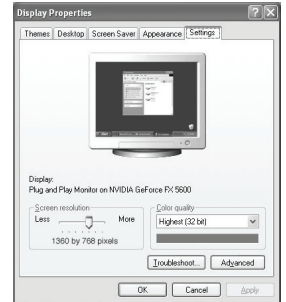 Display Properties
Themes Desktop Screen Saver Appearance Settings
Display:
Plug and Play Monitor on NVIDIA GeForce FX 5600
Screen resolution
Less More
1360 by 768 pixels
Color quality
Highest (32 bit)
Troubleshoot... Advanced
OK Cancel Apply